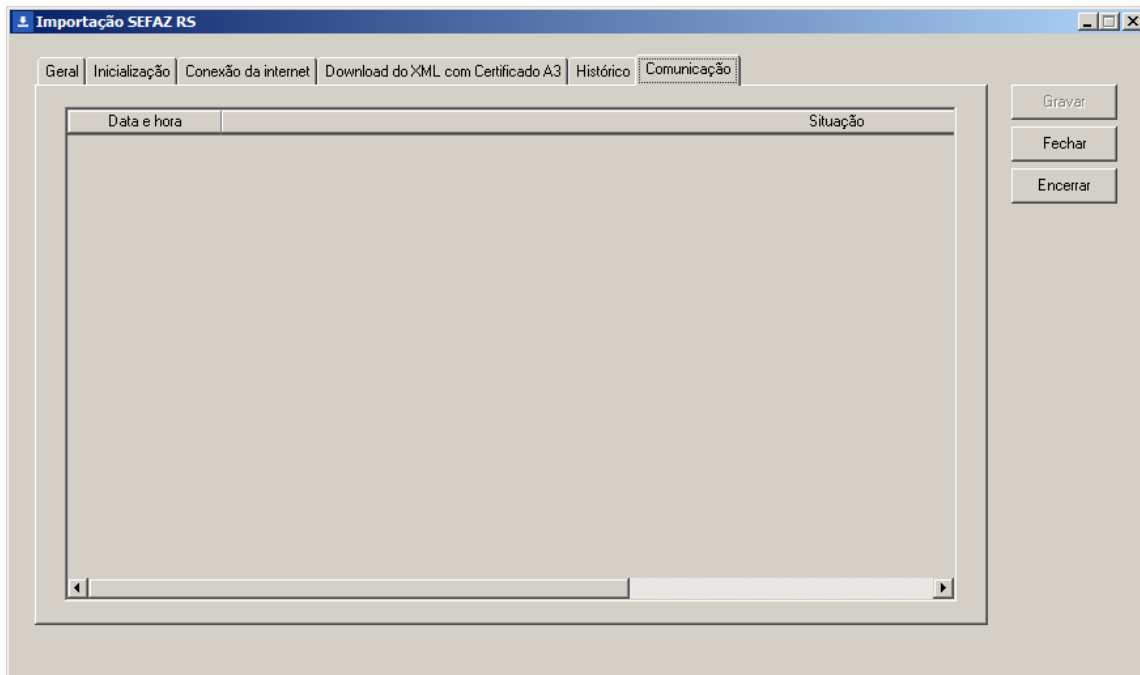 Importação SEFAZ RS
Geral Inicialização Conexão da internet Download do XML com Certificado A3 Histórico Comunicação
Gravar
Data e hora Situação
Fechar
Encerrar